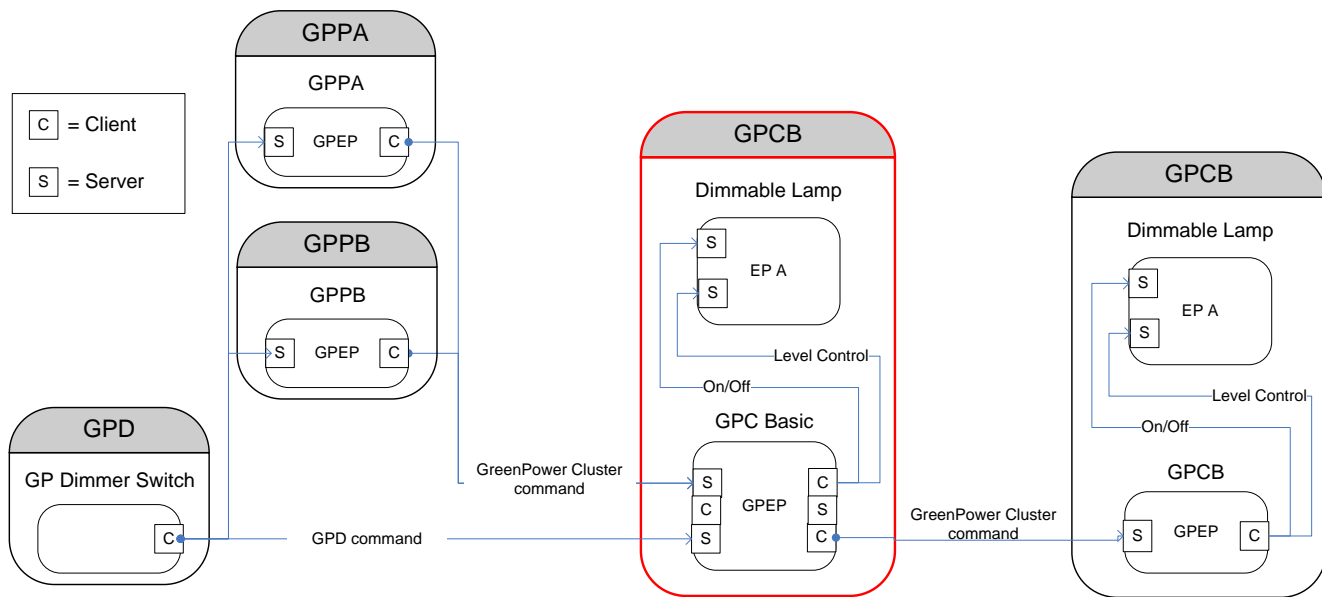 GPPA
GPPA
S
GPEP
C
C
= Client
S
= Server
GPPB
GPPB
S
GPEP
C
GPD
GP Dimmer Switch
C
GreenPower Cluster
command
GPD command
GPCB
Dimmable Lamp
S
EP A
S
Level Control
On/Off
GPC Basic
S
C
C
GPEP
S
S
C
GreenPower Cluster
command
GPCB
Dimmable Lamp
S
EP A
S
Level Control
On/Off
GPCB
S
GPEP
C